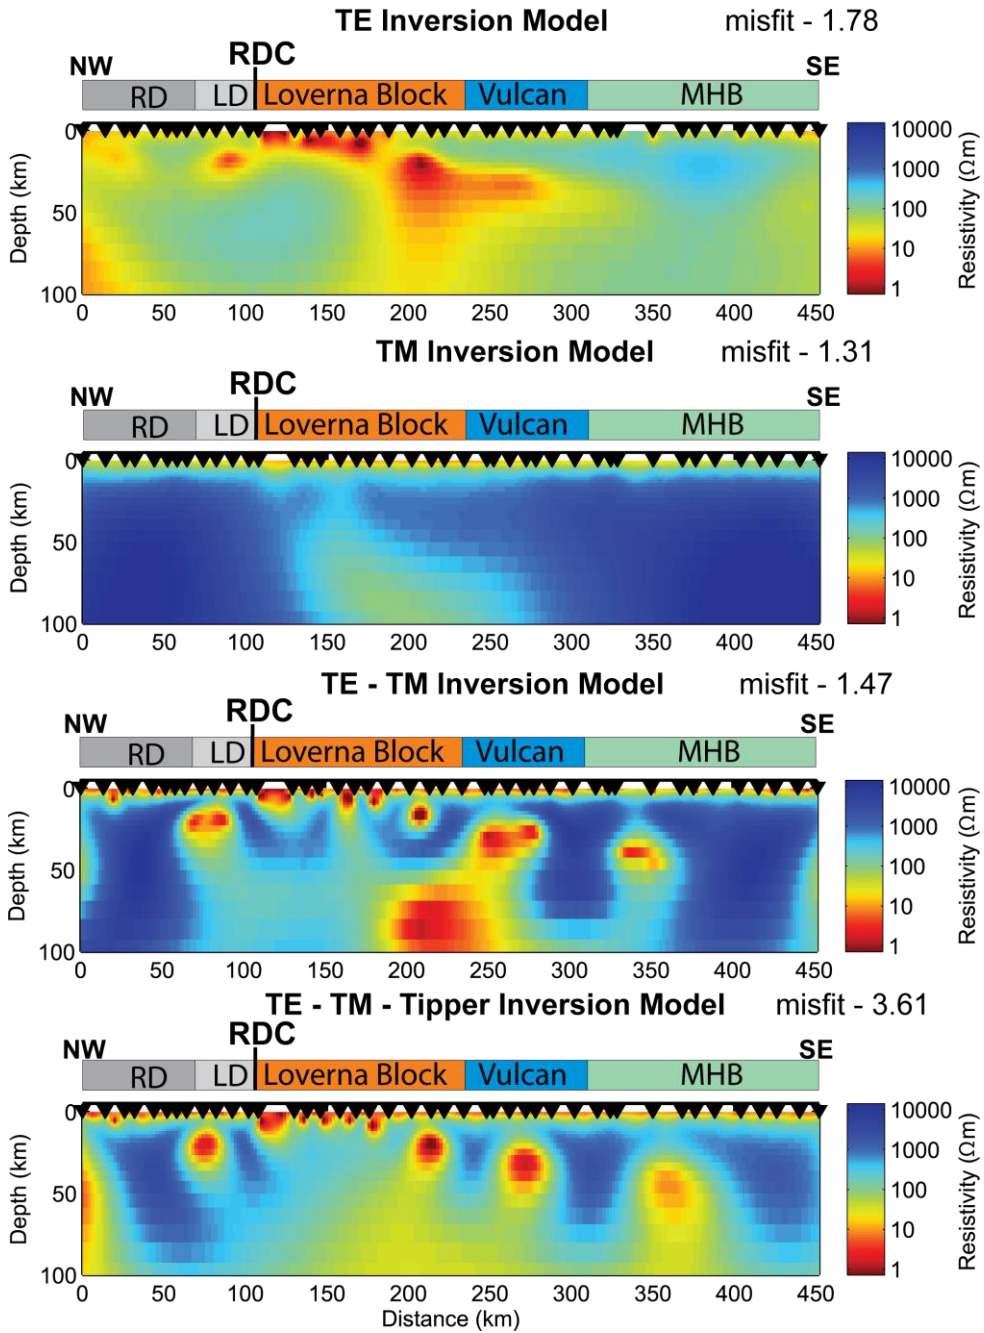 TE Inversion Model misfit - 1.78
RDC
NW SE
RD LD Loverna Block Vulcan MHB
0
50
100
Depth (km)
0 50 100 150 200 250 300 350 400 450
10000
1000
100
10
1
Resistivity (Ωm)
TM Inversion Model misfit - 1.31
RDC
NW SE
RD LD Loverna Block Vulcan MHB
0
50
100
Depth (km)
0 50 100 150 200 250 300 350 400 450
10000
1000
100
10
1
Resistivity (Ωm)
TE - TM Inversion Model misfit - 1.47
RDC
NW SE
RD LD Loverna Block Vulcan MHB
0
50
100
Depth (km)
0 50 100 150 200 250 300 350 400 450
10000
1000
100
10
1
Resistivity (Ωm)
TE - TM - Tipper Inversion Model misfit - 3.61
RDC
NW SE
RD LD Loverna Block Vulcan MHB
0
50
100
Depth (km)
0 50 100 150 200 250 300 350 400 450
Distance (km)
10000
1000
100
10
1
Resistivity (Ωm)